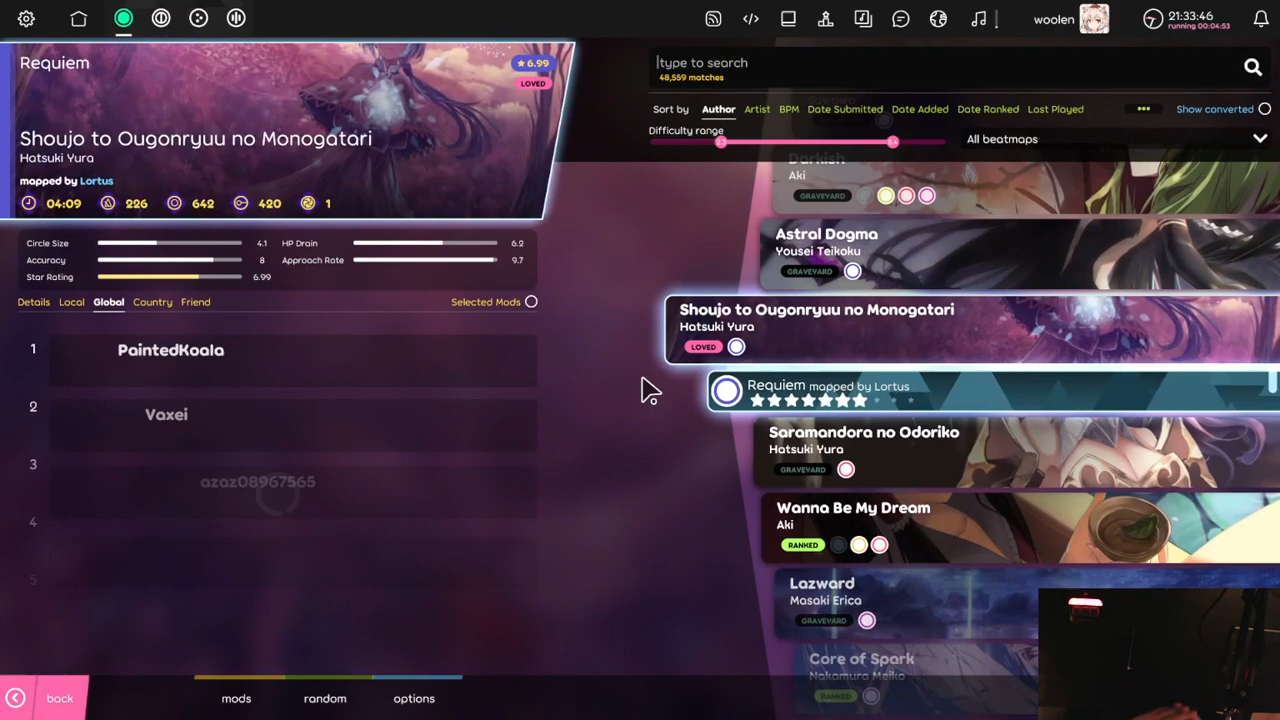 woolen
21:33:46
running 00:04:53
Requiem
6.99
LOVED
Shoujo to Ougonryuu no Monogatari
Hatsuki Yura
mapped by Lortus
04:09 226 642 420 1
Circle Size 4.1 HP Drain 6.2
Accuracy 8 Approach Rate 9.7
Star Rating 6.99
Details Local Global Country Friend Selected Mods
1 PaintedKoala
2 Vaxei
3 azaz08967565
4
5
type to search
48,559 matches
Sort by Author Artist BPM Date Submitted Date Added Date Ranked Last Played Show converted
Difficulty range
All beatmaps
Darkish
Aki
GRAVEYARD
Astral Dogma
Yousei Teikoku
GRAVEYARD
Shoujo to Ougonryuu no Monogatari
Hatsuki Yura
LOVED
Requiem mapped by Lortus
Saramandora no Odoriko
Hatsuki Yura
GRAVEYARD
Wanna Be My Dream
Aki
RANKED
Lazward
Masaki Erica
GRAVEYARD
Core of Spark
Nakamuro Meiko
RANKED
back
mods
random
options